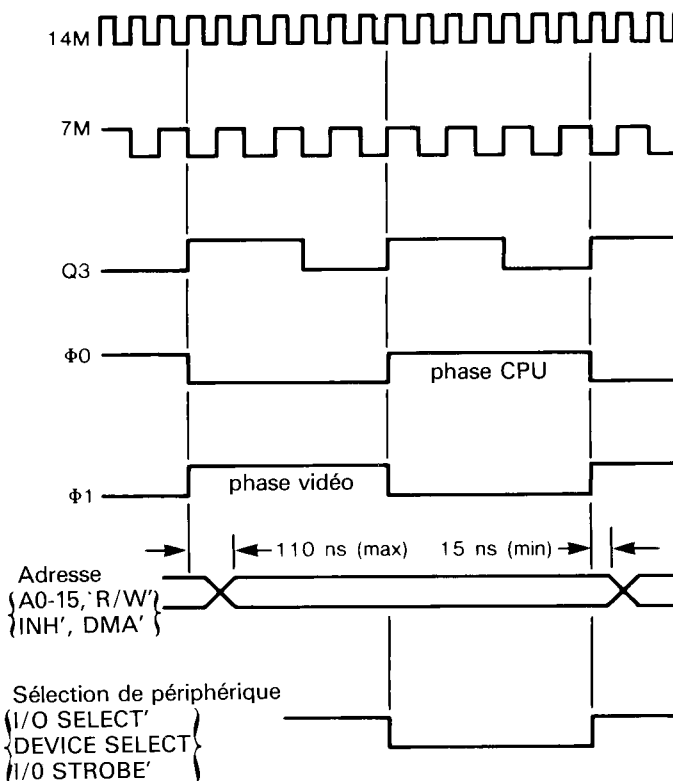 14M
7M
Q3
Φ0
phase CPU
Φ1
phase vidéo
110 ns (max) 15 ns (min)
Adresse
A0-15,‘R/W’
INH’, DMA’
Sélection de périphérique
I/O SELECT’
DEVICE SELECT
I/0 STROBE’